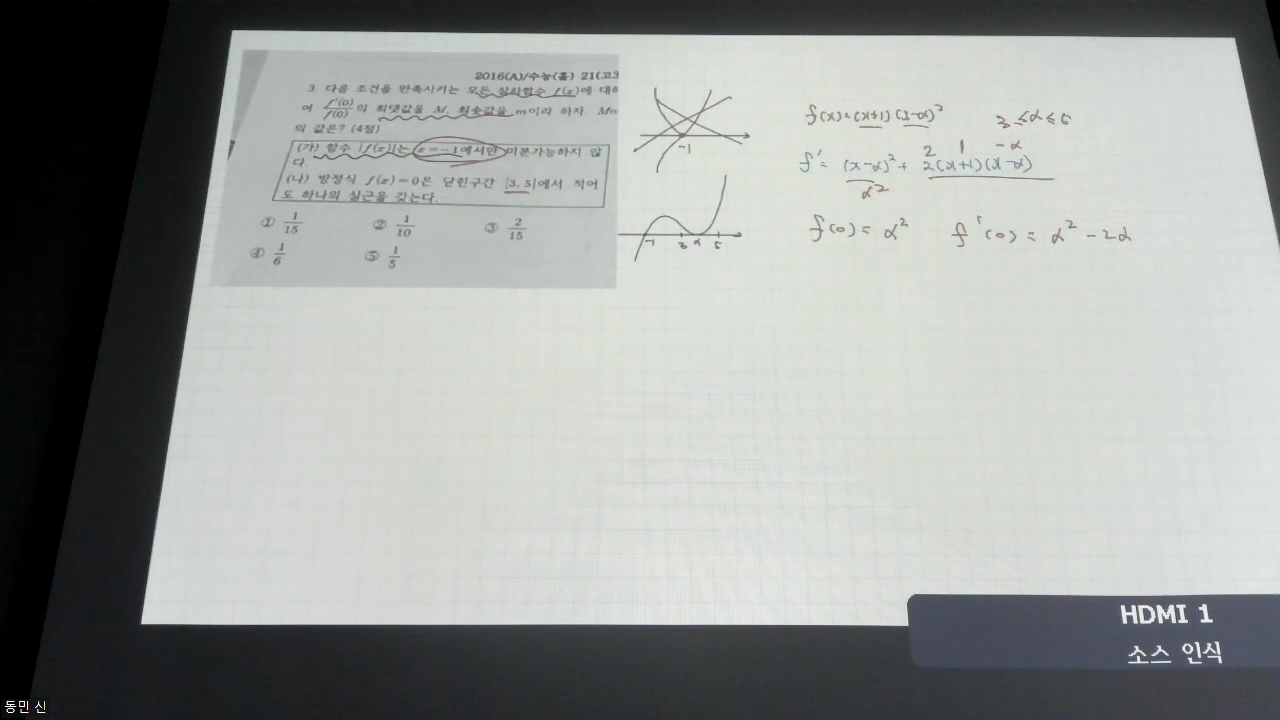 2016(A)/수능(홀) 21(고3
3. 다음 조건을 만족시키는 모든 삼차함수 f(x)에 대하
여 f′(0)/f(0)의 최댓값을 M, 최솟값을 m이라 하자. Mm
의 값은? (4점)
(가) 함수 |f(x)|는 x=-1에서만 미분가능하지 않
다.
(나) 방정식 f(x)=0은 닫힌구간 [3, 5]에서 적어
도 하나의 실근을 갖는다.
① 1/15 ② 1/10 ③ 2/15
④ 1/6 ⑤ 1/5
-1
-1 3 α 5
f(x)=(x+1)(x-α)² 3≤α≤5
2 1 -α
f′= (x-α)²+ 2(x+1)(x-α)
α²
f(0)= α² f′(0)= α²-2α
HDMI 1
소스 인식
동민 신